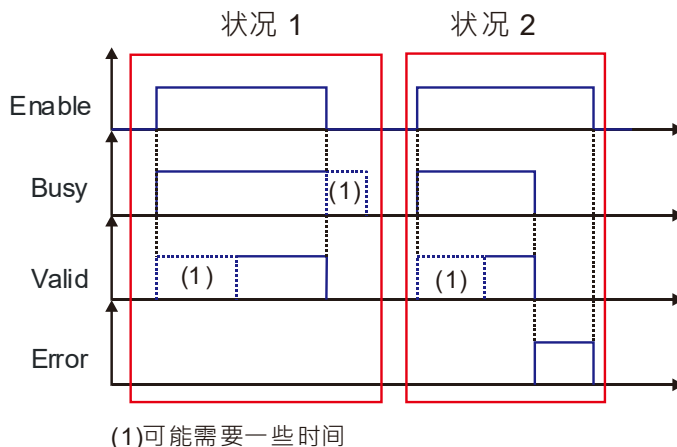 状况 1
状况 2
Enable
Busy
(1)
Valid
(1)
(1)
Error
(1)可能需要一些时间